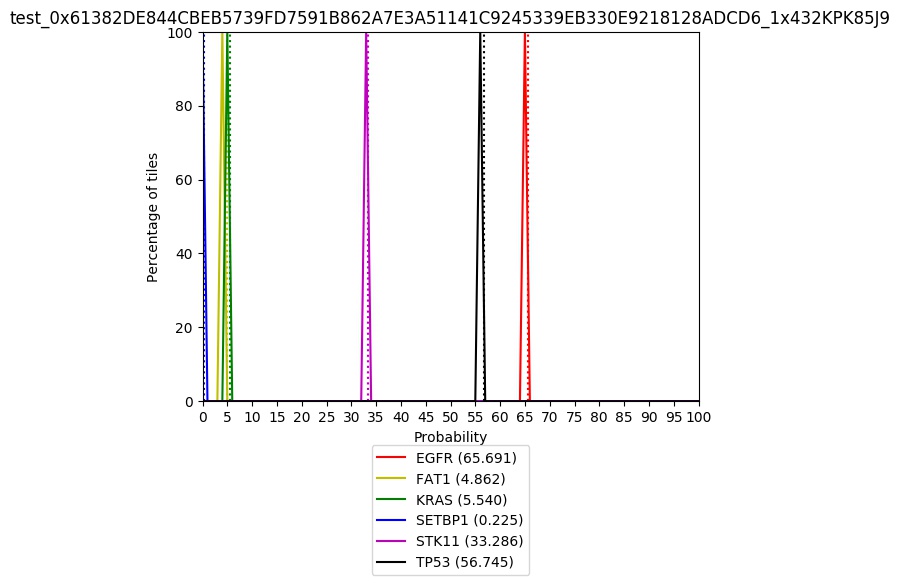 test_0x61382DE844CBEB5739FD7591B862A7E3A51141C9245339EB330E9218128ADCD6_1x432KPK85J9
100
80
60
40
20
0
Percentage of tiles
0 5 10 15 20 25 30 35 40 45 50 55 60 65 70 75 80 85 90 95 100
Probability
EGFR (65.691)
FAT1 (4.862)
KRAS (5.540)
SETBP1 (0.225)
STK11 (33.286)
TP53 (56.745)